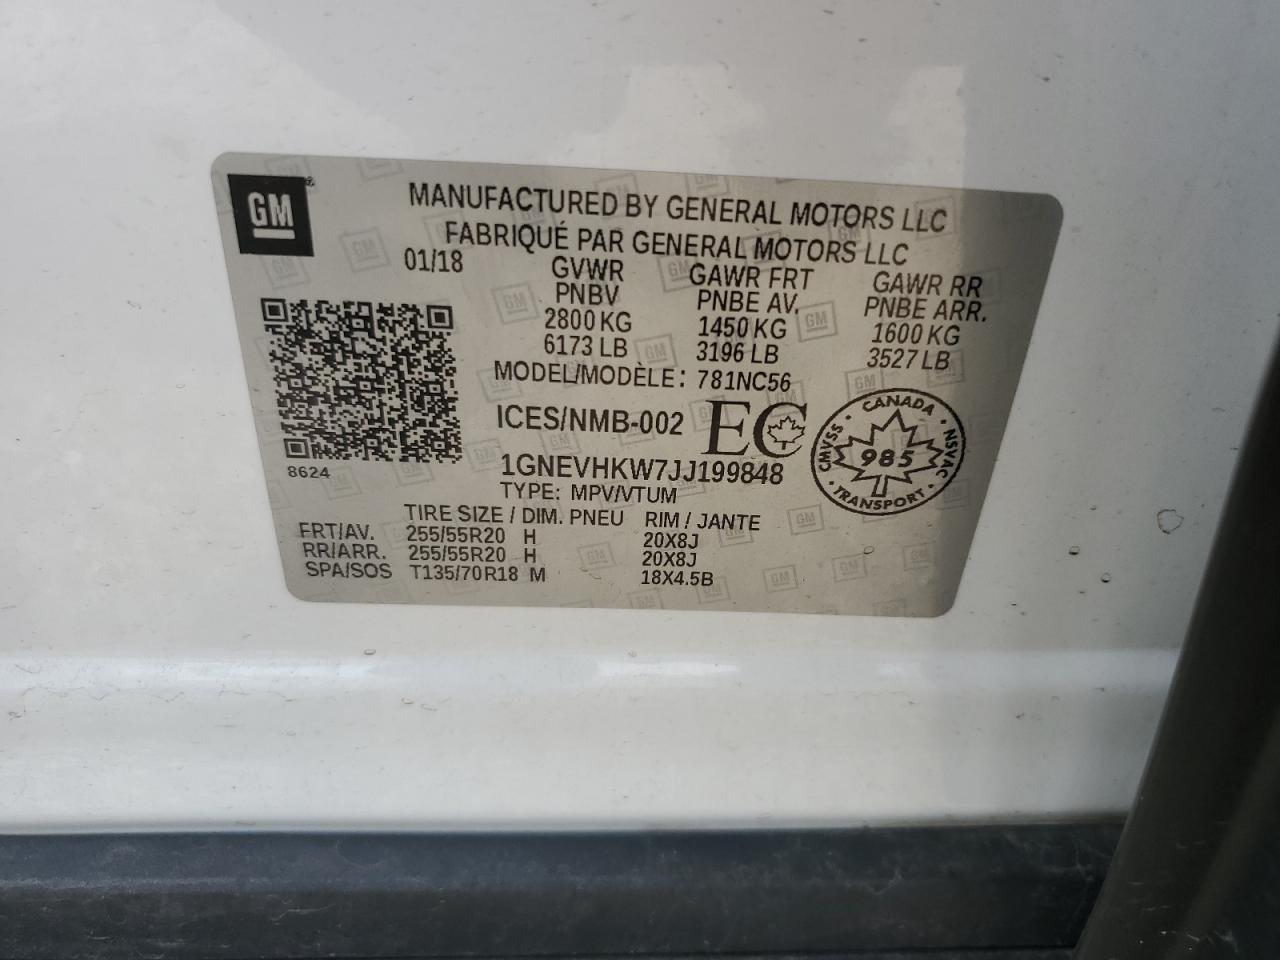 GM®
MANUFACTURED BY GENERAL MOTORS LLC
FABRIQUÉ PAR GENERAL MOTORS LLC
01/18 GVWR GAWR FRT GAWR RR
PNBV PNBE AV. PNBE ARR.
2800 KG 1450 KG 1600 KG
6173 LB 3196 LB 3527 LB
MODEL/MODÈLE: 781NC56
ICES/NMB-002 EC
CANADA
CMVSS 985 NSVAC
TRANSPORT
8624
1GNEVHKW7JJ199848
TYPE: MPV/VTUM
TIRE SIZE / DIM. PNEU RIM / JANTE
FRT/AV. 255/55R20 H 20X8J
RR/ARR. 255/55R20 H 20X8J
SPA/SOS T135/70R18 M 18X4.5B